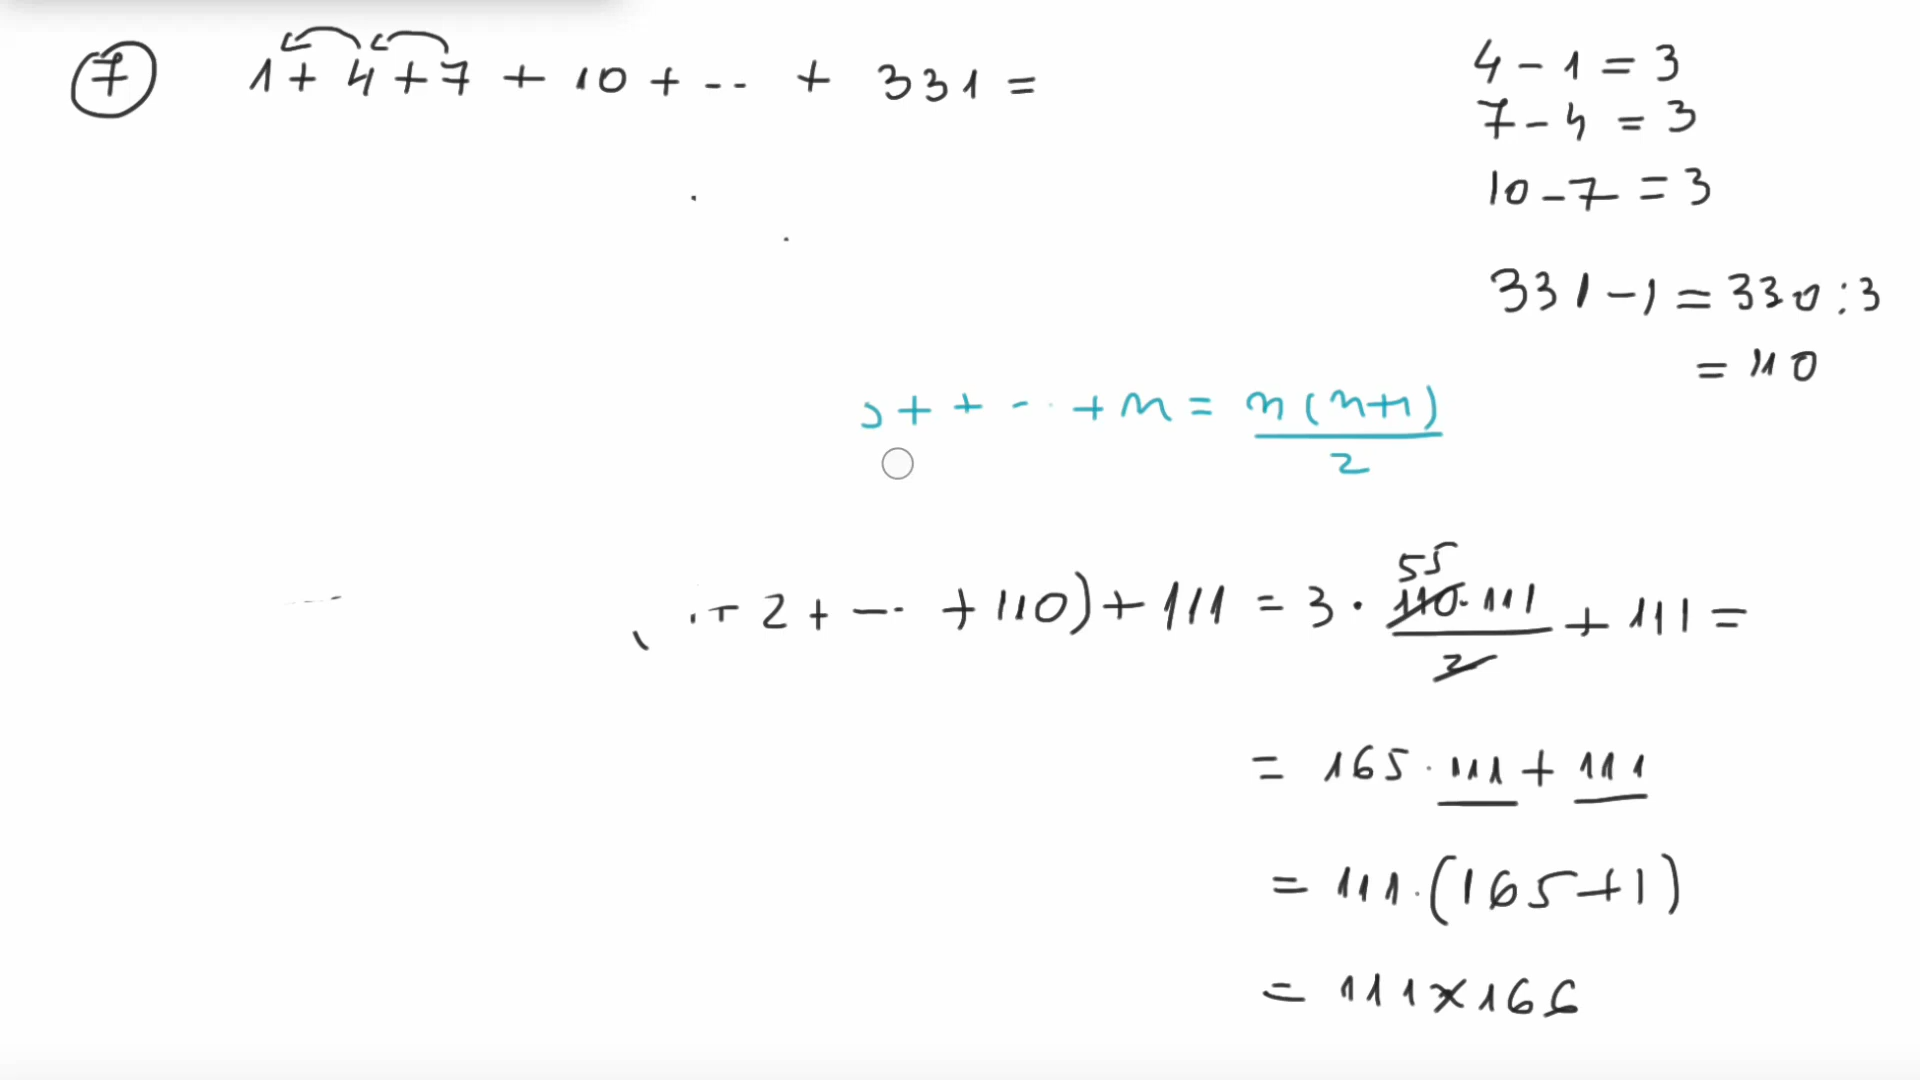 7 1 + 4 + 7 + 10 + -- + 331 =
4 - 1 = 3
7 - 4 = 3
10 - 7 = 3
331 - 1 = 330 : 3
= 110
+ + -- + n = n(n+1)/2
+ 2 + --- + 110) + 111 = 3 · 110·111/2 + 111 =
55
= 165 · 111 + 111
= 111 · (165 + 1)
= 111 × 166